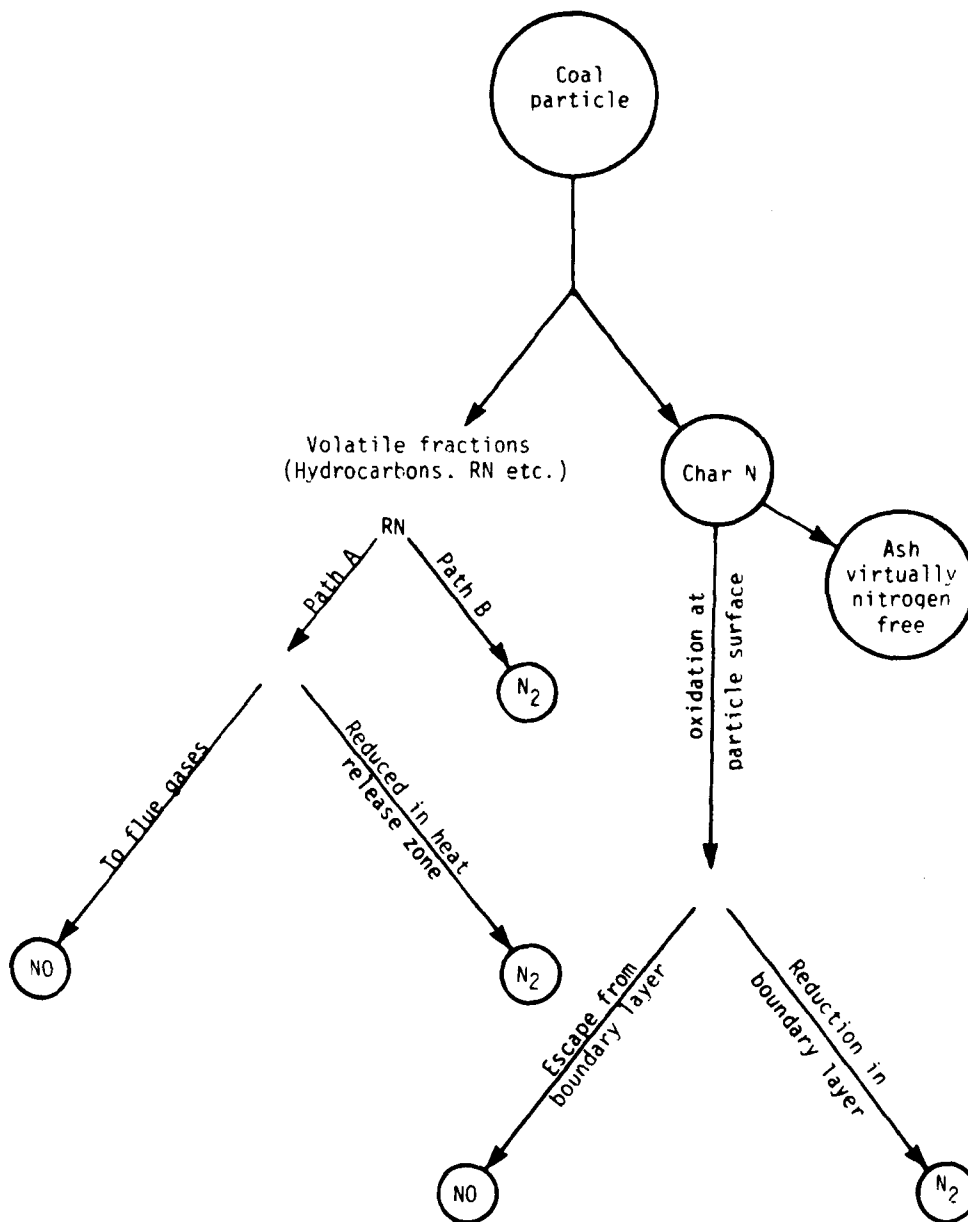 Coal
particle
Volatile fractions
(Hydrocarbons. RN etc.)
Char N
Ash
virtually
nitrogen
free
RN
Path A
Path B
N₂
oxidation at
particle surface
To flue gases
Reduced in heat
release zone
NO
N₂
Escape from
boundary layer
Reduction in
boundary layer
NO
N₂